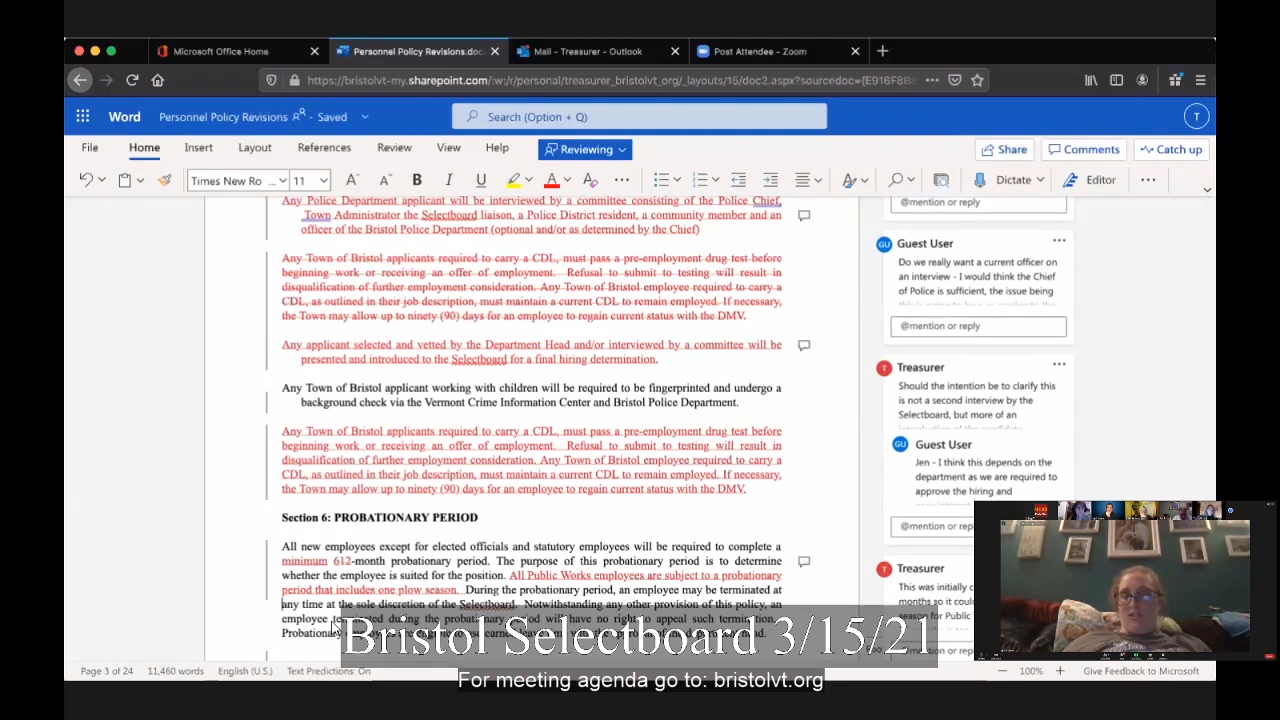 Microsoft Office Home
Personnel Policy Revisions.doc
Mail - Treasurer - Outlook
Post Attendee - Zoom
https://bristolvt-my.sharepoint.com/:w:/r/personal/treasurer_bristolvt_org/_layouts/15/doc2.aspx?sourcedoc={E916F8B8
Word
Personnel Policy Revisions - Saved
Search (Option + Q)
T
File Home Insert Layout References Review View Help Reviewing Share Comments Catch up
Times New Ro ... 11 A A B I U A Dictate Editor
Any Police Department applicant will be interviewed by a committee consisting of the Police Chief,
Town Administrator the Selectboard liaison, a Police District resident, a community member and an
officer of the Bristol Police Department (optional and/or as determined by the Chief)
Any Town of Bristol applicants required to carry a CDL, must pass a pre-employment drug test before
beginning work or receiving an offer of employment. Refusal to submit to testing will result in
disqualification of further employment consideration. Any Town of Bristol employee required to carry a
CDL, as outlined in their job description, must maintain a current CDL to remain employed. If necessary,
the Town may allow up to ninety (90) days for an employee to regain current status with the DMV.
Any applicant selected and vetted by the Department Head and/or interviewed by a committee will be
presented and introduced to the Selectboard for a final hiring determination.
Any Town of Bristol applicant working with children will be required to be fingerprinted and undergo a
background check via the Vermont Crime Information Center and Bristol Police Department.
Any Town of Bristol applicants required to carry a CDL, must pass a pre-employment drug test before
beginning work or receiving an offer of employment. Refusal to submit to testing will result in
disqualification of further employment consideration. Any Town of Bristol employee required to carry a
CDL, as outlined in their job description, must maintain a current CDL to remain employed. If necessary,
the Town may allow up to ninety (90) days for an employee to regain current status with the DMV.
Section 6: PROBATIONARY PERIOD
All new employees except for elected officials and statutory employees will be required to complete a
minimum 612-month probationary period. The purpose of this probationary period is to determine
whether the employee is suited for the position. All Public Works employees are subject to a probationary
period that includes one plow season. During the probationary period, an employee may be terminated at
any time at the sole discretion of the Selectboard. Notwithstanding any other provision of this policy, an
employee terminated during the probationary period will have no right to appeal such termination.
Probationary
@mention or reply
GU Guest User
Do we really want a current officer on
an interview - I would think the Chief
of Police is sufficient, the issue being
@mention or reply
T Treasurer
Should the intention be to clarify this
is not a second interview by the
Selectboard, but more of an
GU Guest User
Jen - I think this depends on the
department as we are required to
approve the hiring and
@mention or
T Treasurer
This was initially
months so it could
season for Public
@mention or reply
Bristol Selectboard 3/15/21
For meeting agenda go to: bristolvt.org
Page 3 of 24 11,460 words English (U.S.) Text Predictions: On 100% Give Feedback to Microsoft